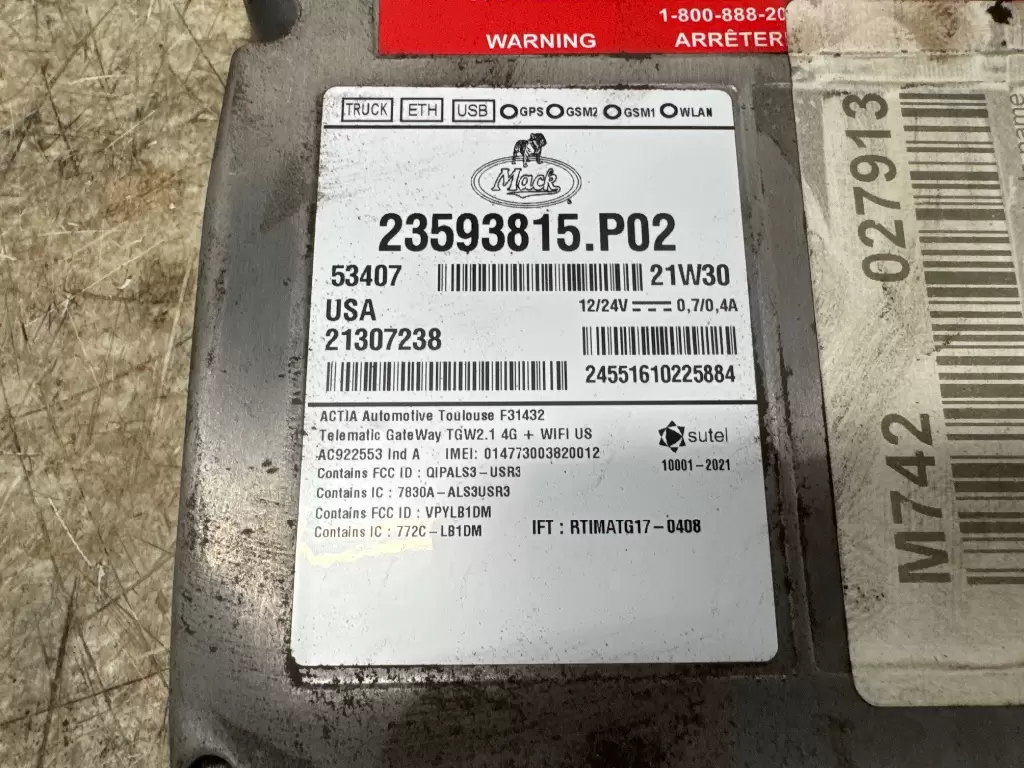 1-800-888-20
WARNING ARRÊTER
TRUCK ETH USB GPS GSM2 GSM1 WLAN
Mack
23593815.P02
53407 21W30
USA 12/24V 0,7/0,4A
21307238
24551610225884
ACTIA Automotive Toulouse F31432
Telematic GateWay TGW2.1 4G + WIFI US
AC922553 Ind A IMEI: 014773003820012
Contains FCC ID : QIPALS3-USR3
Contains IC : 7830A-ALS3USR3
Contains FCC ID : VPYLB1DM
Contains IC : 772C-LB1DM
IFT : RTIMATG17-0408
sutel
10001-2021
M742 027913
name